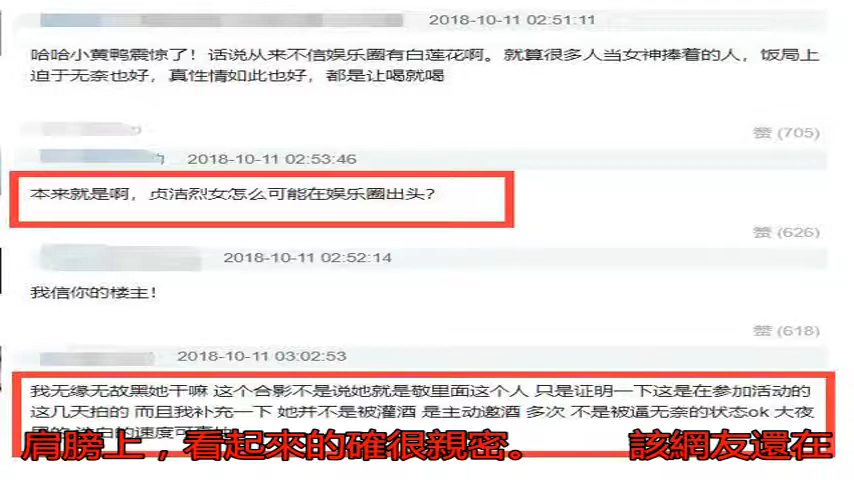 2018-10-11 02:51:11
哈哈小黄鸭震惊了！话说从来不信娱乐圈有白莲花啊。就算很多人当女神捧着的人，饭局上
迫于无奈也好，真性情如此也好，都是让喝就喝
赞 (705)
2018-10-11 02:53:46
本来就是啊，贞洁烈女怎么可能在娱乐圈出头？
赞 (626)
2018-10-11 02:52:14
我信你的楼主！
赞 (618)
2018-10-11 03:02:53
我无缘无故黑她干嘛 这个合影不是说她就是敬里面这个人 只是证明一下这是在参加活动的
这几天拍的 而且我补充一下 她并不是被灌酒 是主动邀酒 多次 不是被逼无奈的状态ok 大夜
的速度可
肩膀上，看起來的確很親密。 該網友還在